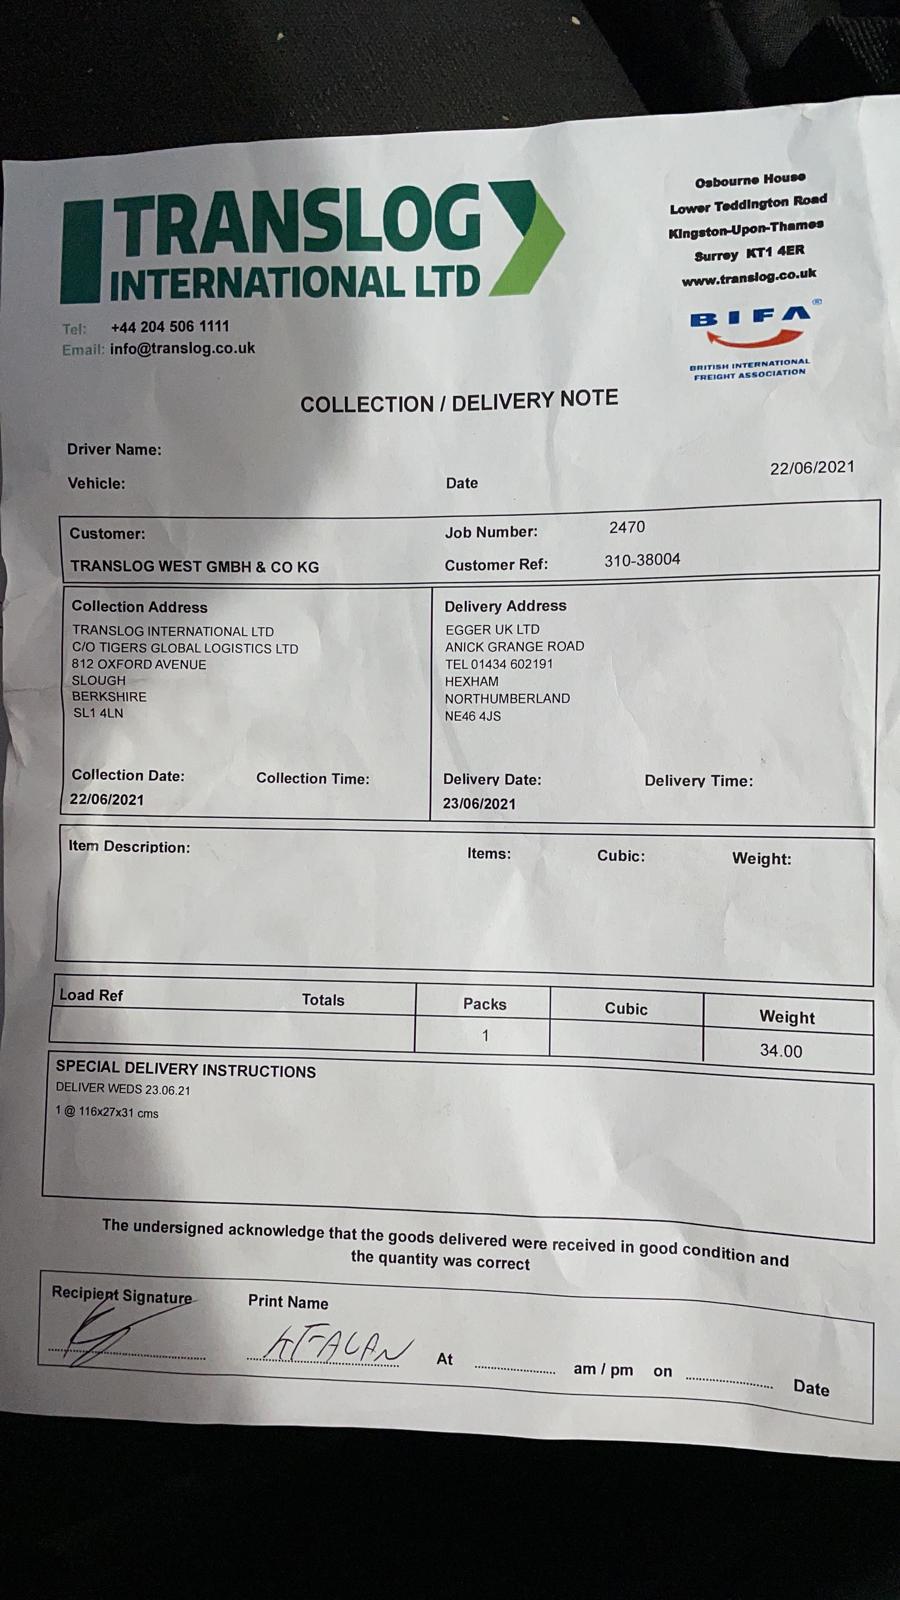 TRANSLOG
INTERNATIONAL LTD
Tel: +44 204 506 1111
Email: info@translog.co.uk
Osbourne House
Lower Teddington Road
Kingston-Upon-Thames
Surrey KT1 4ER
www.translog.co.uk
BIFA®
BRITISH INTERNATIONAL
FREIGHT ASSOCIATION
COLLECTION / DELIVERY NOTE
Driver Name:
Vehicle: Date 22/06/2021
Customer: Job Number: 2470
TRANSLOG WEST GMBH & CO KG Customer Ref: 310-38004
Collection Address
TRANSLOG INTERNATIONAL LTD
C/O TIGERS GLOBAL LOGISTICS LTD
812 OXFORD AVENUE
SLOUGH
BERKSHIRE
SL1 4LN
Collection Date: Collection Time:
22/06/2021
Delivery Address
EGGER UK LTD
ANICK GRANGE ROAD
TEL 01434 602191
HEXHAM
NORTHUMBERLAND
NE46 4JS
Delivery Date: Delivery Time:
23/06/2021
Item Description: Items: Cubic: Weight:
Load Ref Totals Packs Cubic Weight
1 34.00
SPECIAL DELIVERY INSTRUCTIONS
DELIVER WEDS 23.06.21
1 @ 116x27x31 cms
The undersigned acknowledge that the goods delivered were received in good condition and
the quantity was correct
Recipient Signature Print Name
At am / pm on Date